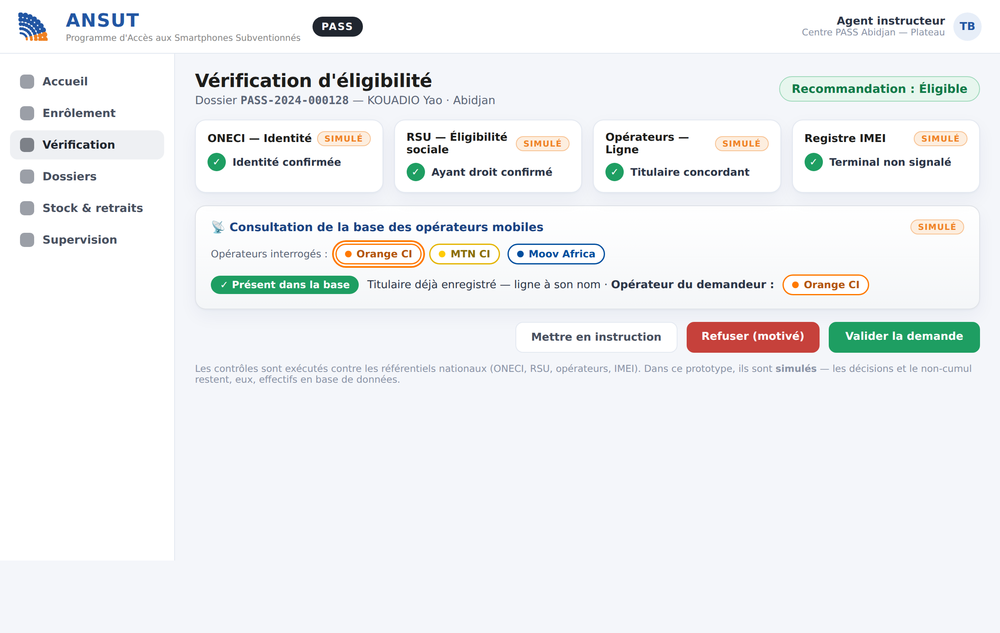 ANSUT
Programme d'Accès aux Smartphones Subventionnés
PASS
Agent instructeur
Centre PASS Abidjan — Plateau
TB
Accueil
Enrôlement
Vérification
Dossiers
Stock & retraits
Supervision
Vérification d'éligibilité
Dossier PASS-2024-000128 — KOUADIO Yao · Abidjan
Recommandation : Éligible
ONECI — Identité
SIMULÉ
✓ Identité confirmée
RSU — Éligibilité
sociale
SIMULÉ
✓ Ayant droit confirmé
Opérateurs —
Ligne
SIMULÉ
✓ Titulaire concordant
Registre IMEI
SIMULÉ
✓ Terminal non signalé
📡 Consultation de la base des opérateurs mobiles
SIMULÉ
Opérateurs interrogés : Orange CI MTN CI Moov Africa
✓ Présent dans la base Titulaire déjà enregistré — ligne à son nom · Opérateur du demandeur : Orange CI
Mettre en instruction
Refuser (motivé)
Valider la demande
Les contrôles sont exécutés contre les référentiels nationaux (ONECI, RSU, opérateurs, IMEI). Dans ce prototype, ils sont simulés — les décisions et le non-cumul
restent, eux, effectifs en base de données.